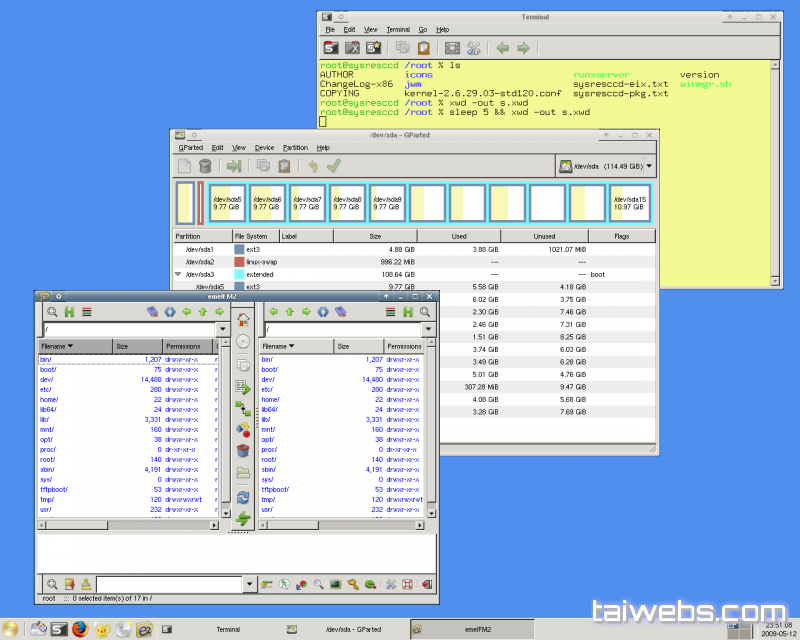 Terminal
File Edit View Terminal Go Help
root@sysresccd /root % ls
AUTHOR icons runxserver version
ChangeLog-x86 jwm sysresccd-eix.txt winmgr.sh
COPYING kernel-2.6.29.03-std120.conf sysresccd-pkg.txt
root@sysresccd /root % xwd -out s.xwd
root@sysresccd /root % sleep 5 && xwd -out s.xwd
/dev/sda - GParted
GParted Edit View Device Partition Help
/dev/sda (114.49 GiB)
/dev/sda5 /dev/sda6 /dev/sda7 /dev/sda8 /dev/sda9 /dev/sda15
9.77 GiB 9.77 GiB 9.77 GiB 9.77 GiB 9.77 GiB 10.97 GiB
Partition File System Label Size Used Unused Flags
/dev/sda1 ext3 4.88 GiB 3.88 GiB 1021.07 MiB
/dev/sda2 linux-swap 996.22 MiB --- ---
/dev/sda3 extended 108.64 GiB --- --- boot
/dev/sda5 ext3 9.77 GiB 5.58 GiB 4.18 GiB
6.02 GiB 3.75 GiB
2.30 GiB 7.46 GiB
2.46 GiB 7.31 GiB
1.51 GiB 8.25 GiB
3.74 GiB 6.03 GiB
3.49 GiB 6.28 GiB
5.01 GiB 4.76 GiB
307.28 MiB 9.47 GiB
4.08 GiB 5.68 GiB
3.28 GiB 7.69 GiB
emelFM2
/ /
Filename Size Permissions Filename Size Permissions
bin/ 1,207 drwxr-xr-x r bin/ 1,207 drwxr-xr-x
boot/ 75 drwxr-xr-x r boot/ 75 drwxr-xr-x
dev/ 14,480 drwxr-xr-x r dev/ 14,480 drwxr-xr-x
etc/ 280 drwxr-xr-x r etc/ 280 drwxr-xr-x
home/ 22 drwxr-xr-x r home/ 22 drwxr-xr-x
lib64/ 24 drwxr-xr-x r lib64/ 24 drwxr-xr-x
lib/ 3,331 drwxr-xr-x r lib/ 3,331 drwxr-xr-x
mnt/ 160 drwxr-xr-x r mnt/ 160 drwxr-xr-x
opt/ 38 drwxr-xr-x r opt/ 38 drwxr-xr-x
proc/ 0 dr-xr-xr-x r proc/ 0 dr-xr-xr-x
root/ 140 drwxr-xr-x r root/ 140 drwxr-xr-x
sbin/ 4,191 drwxr-xr-x r sbin/ 4,191 drwxr-xr-x
sys/ 0 drwxr-xr-x r sys/ 0 drwxr-xr-x
tftpboot/ 53 drwxr-xr-x r tftpboot/ 53 drwxr-xr-x
tmp/ 120 drwxrwxrwt r tmp/ 120 drwxrwxrwt
usr/ 232 drwxr-xr-x r usr/ 232 drwxr-xr-x
root ::: 0 selected item(s) of 17 in /
taiwebs.com
Terminal /dev/sda - GParted emelFM2
23:51:08
2009-05-12